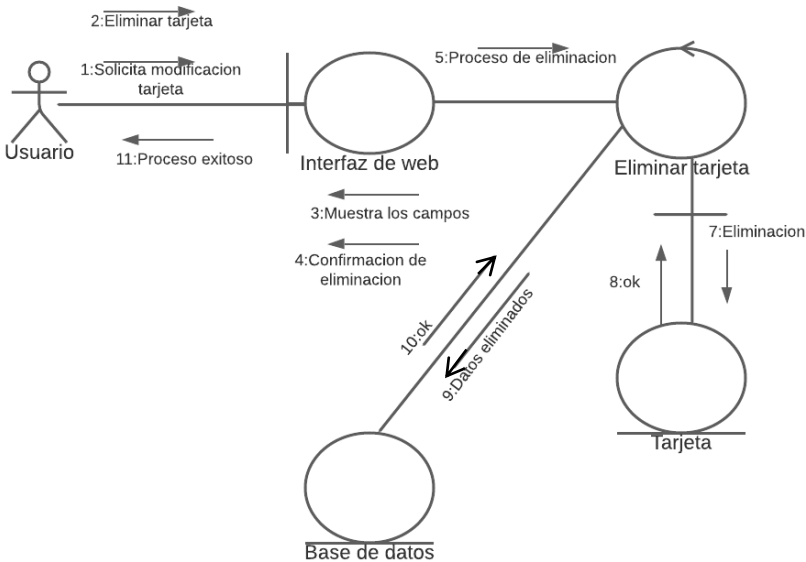 2:Eliminar tarjeta
1:Solicita modificacion
tarjeta
5:Proceso de eliminacion
Usuario
11:Proceso exitoso
Interfaz de web
Eliminar tarjeta
3:Muestra los campos
4:Confirmacion de
eliminacion
7:Eliminacion
8:ok
10:ok
9:Datos eliminados
Tarjeta
Base de datos